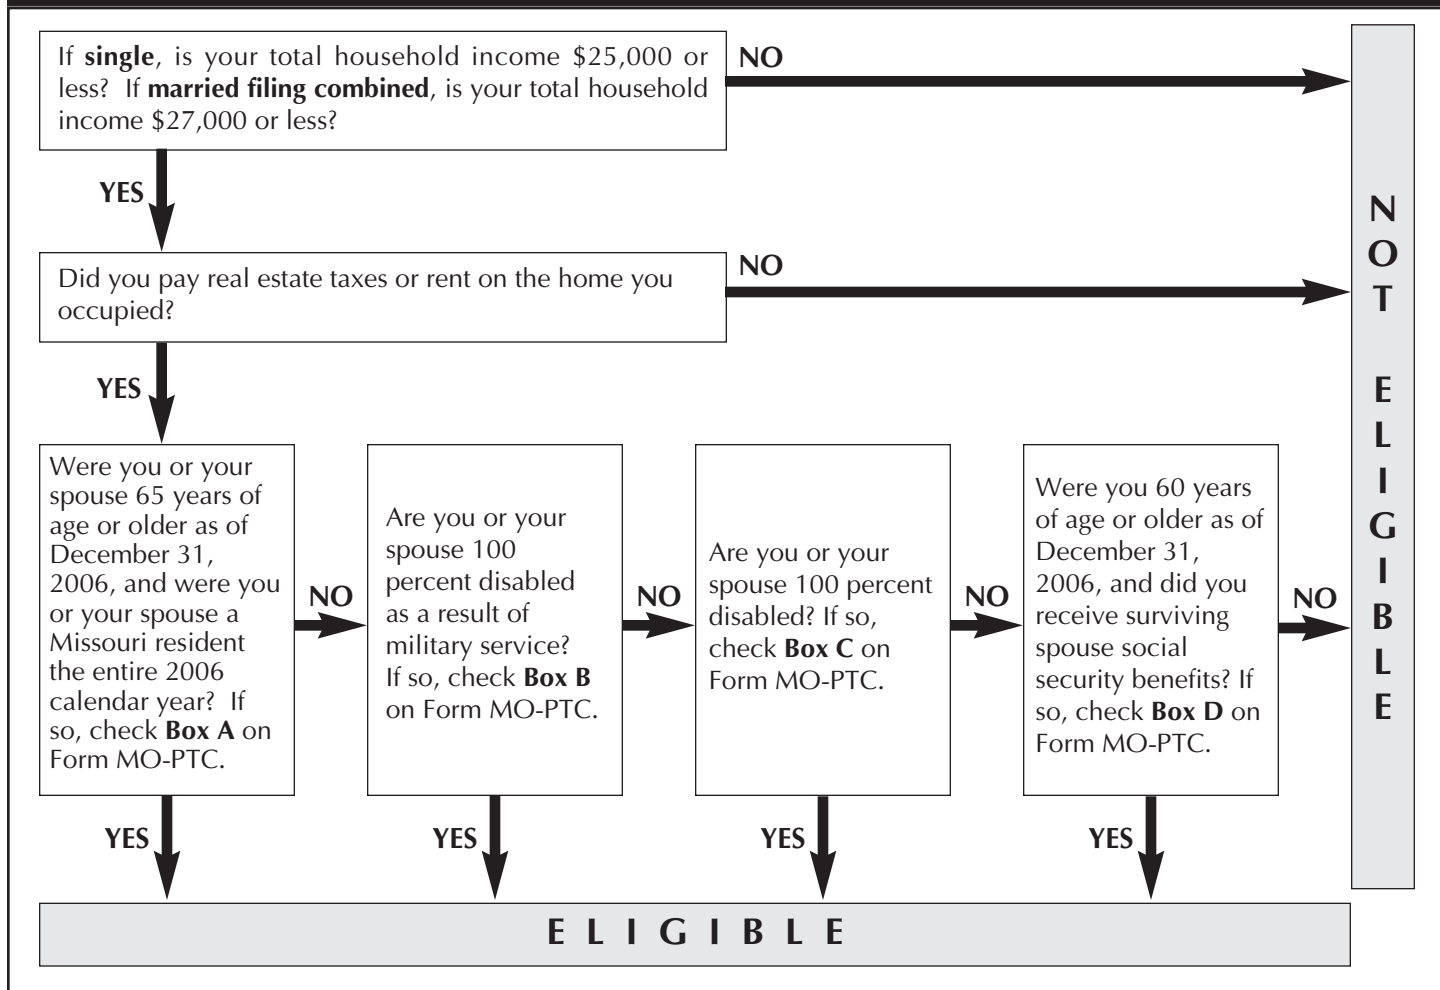 If single, is your total household income $25,000 or
less? If married filing combined, is your total household
income $27,000 or less?
NO
YES
Did you pay real estate taxes or rent on the home you
occupied?
NO
YES
Were you or your
spouse 65 years of
age or older as of
December 31,
2006, and were you
or your spouse a
Missouri resident
the entire 2006
calendar year? If
so, check Box A on
Form MO-PTC.
NO
YES
Are you or your
spouse 100
percent disabled
as a result of
military service?
If so, check Box B
on Form MO-PTC.
NO
YES
Are you or your
spouse 100 percent
disabled? If so,
check Box C on
Form MO-PTC.
NO
YES
Were you 60 years
of age or older as of
December 31,
2006, and did you
receive surviving
spouse social
security benefits? If
so, check Box D on
Form MO-PTC.
NO
YES
NOT ELIGIBLE
ELIGIBLE